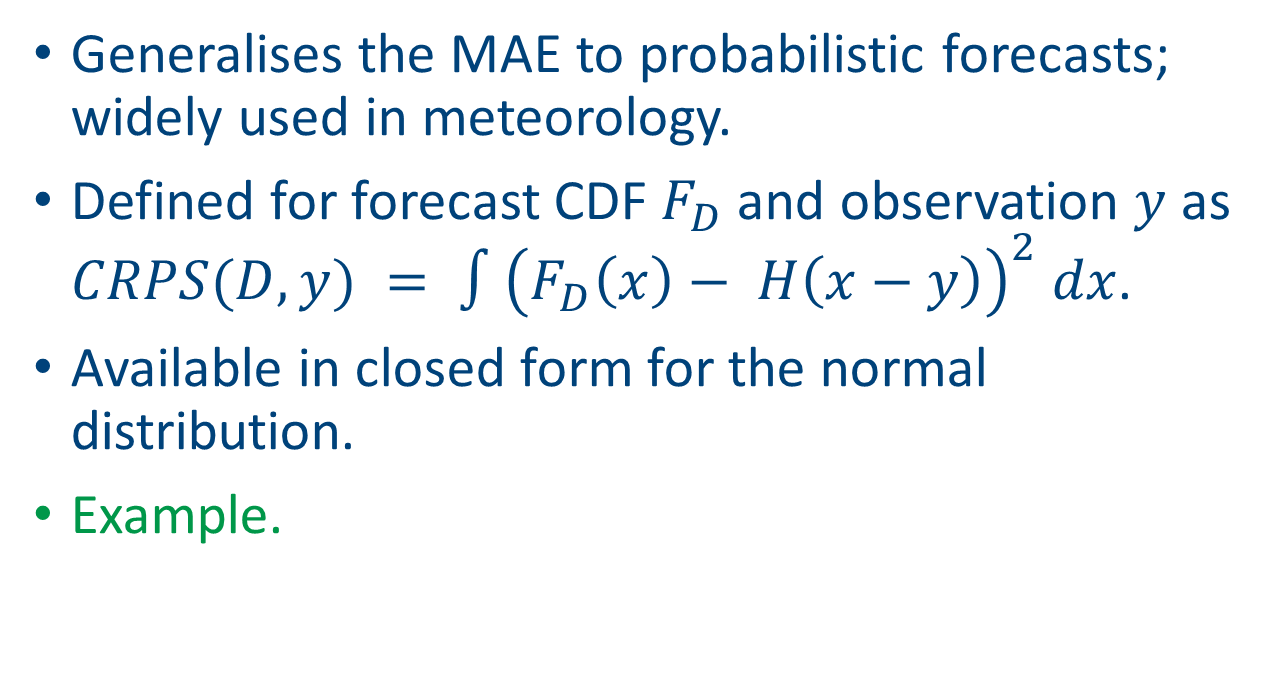 • Generalises the MAE to probabilistic forecasts;
widely used in meteorology.
• Defined for forecast CDF F_D and observation y as
CRPS(D, y) = ∫ (F_D(x) − H(x − y))² dx.
• Available in closed form for the normal
distribution.
• Example.